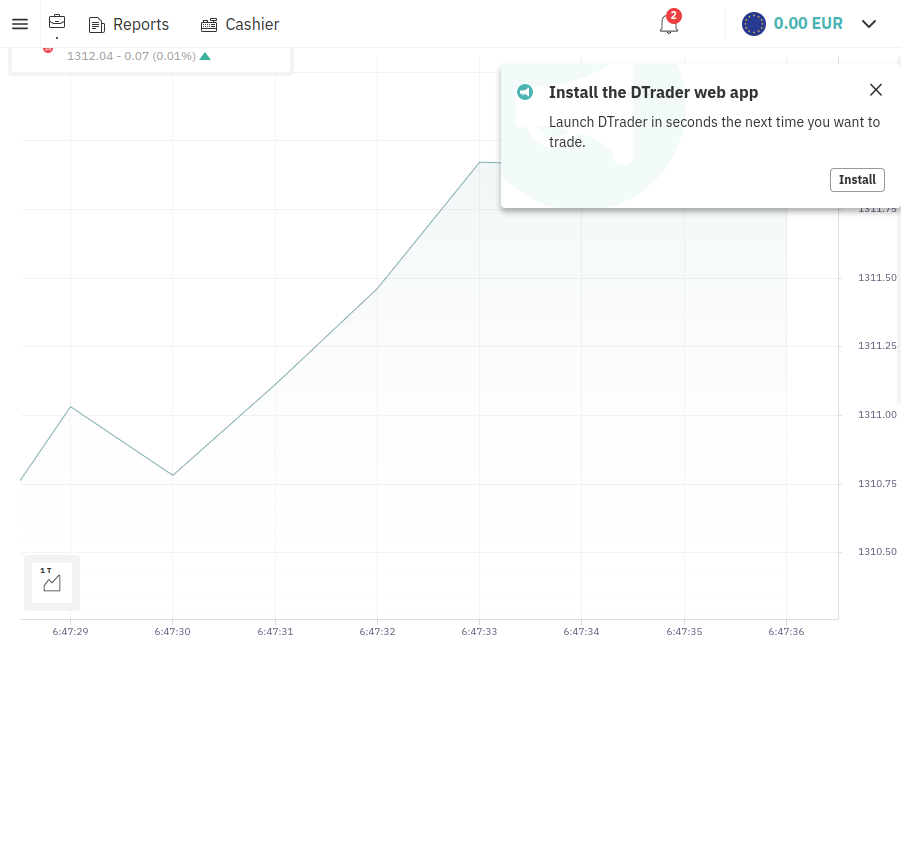 Reports
Cashier
2
0.00 EUR
1312.04 - 0.07 (0.01%)
Install the DTrader web app
Launch DTrader in seconds the next time you want to
trade.
Install
1311.75
1311.50
1311.25
1311.00
1310.75
1310.50
1 T
6:47:29 6:47:30 6:47:31 6:47:32 6:47:33 6:47:34 6:47:35 6:47:36